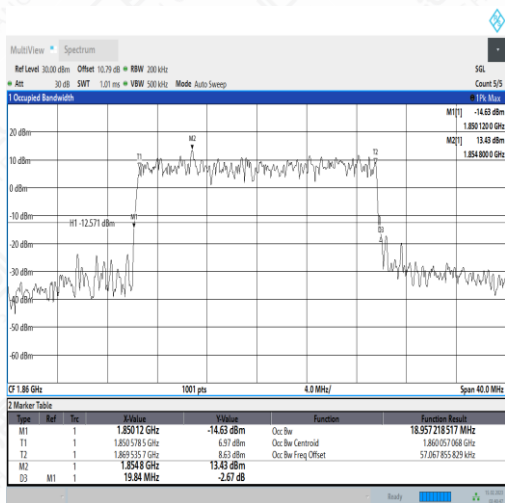 MultiView Spectrum
Ref Level 30.00 dBm Offset 10.79 dB RBW 200 kHz SGL
Att 30 dB SWT 1.01 ms VBW 500 kHz Mode Auto Sweep Count 5/5
1 Occupied Bandwidth 1Pk Max
M1[1] -14.63 dBm
1.850 120 0 GHz
M2[1] 13.43 dBm
1.854 800 0 GHz
20 dBm
M2
T1
T2
10 dBm
0 dBm
-10 dBm
M1
H1 -12.571 dBm
D3
-20 dBm
-30 dBm
-40 dBm
-50 dBm
-60 dBm
CF 1.86 GHz 1001 pts 4.0 MHz/ Span 40.0 MHz
2 Marker Table
Type Ref Trc X-Value Y-Value Function Function Result
M1 1 1.85012 GHz -14.63 dBm Occ Bw 18.957 218 517 MHz
T1 1 1.850 578 5 GHz 6.97 dBm Occ Bw Centroid 1.860 057 068 GHz
T2 1 1.869 535 7 GHz 8.63 dBm Occ Bw Freq Offset 57.067 855 829 kHz
M2 1 1.8548 GHz 13.43 dBm
D3 M1 1 19.84 MHz -2.67 dB
Ready